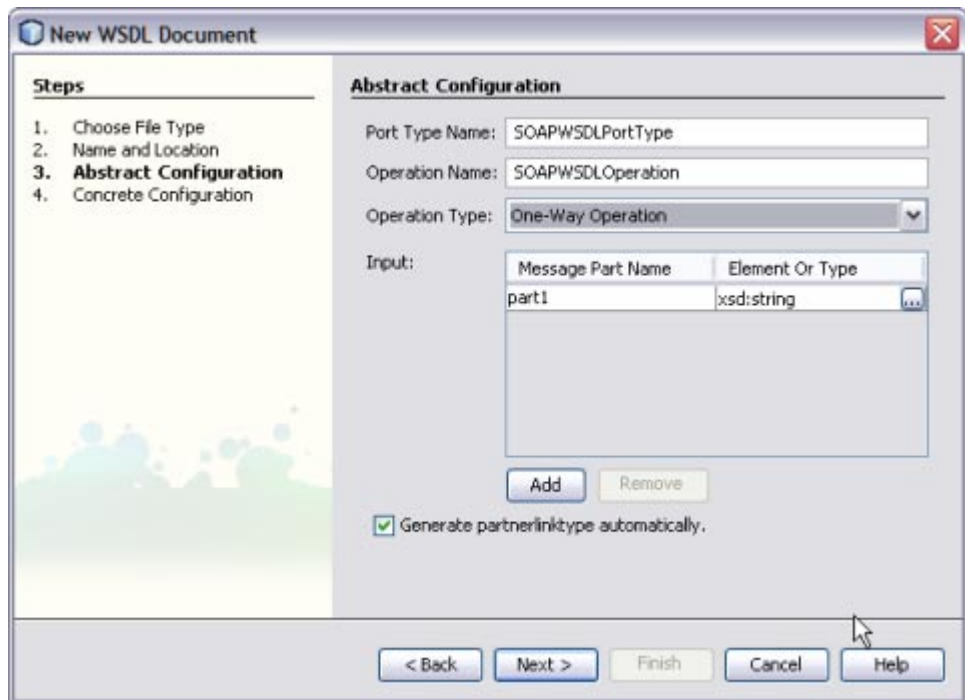 New WSDL Document
Steps
1. Choose File Type
2. Name and Location
3. Abstract Configuration
4. Concrete Configuration
Abstract Configuration
Port Type Name: SOAPWSDLPortType
Operation Name: SOAPWSDLOperation
Operation Type: One-Way Operation
Input:
Message Part Name Element Or Type
part1 xsd:string ...
Add Remove
Generate partnerlinktype automatically.
< Back Next > Finish Cancel Help